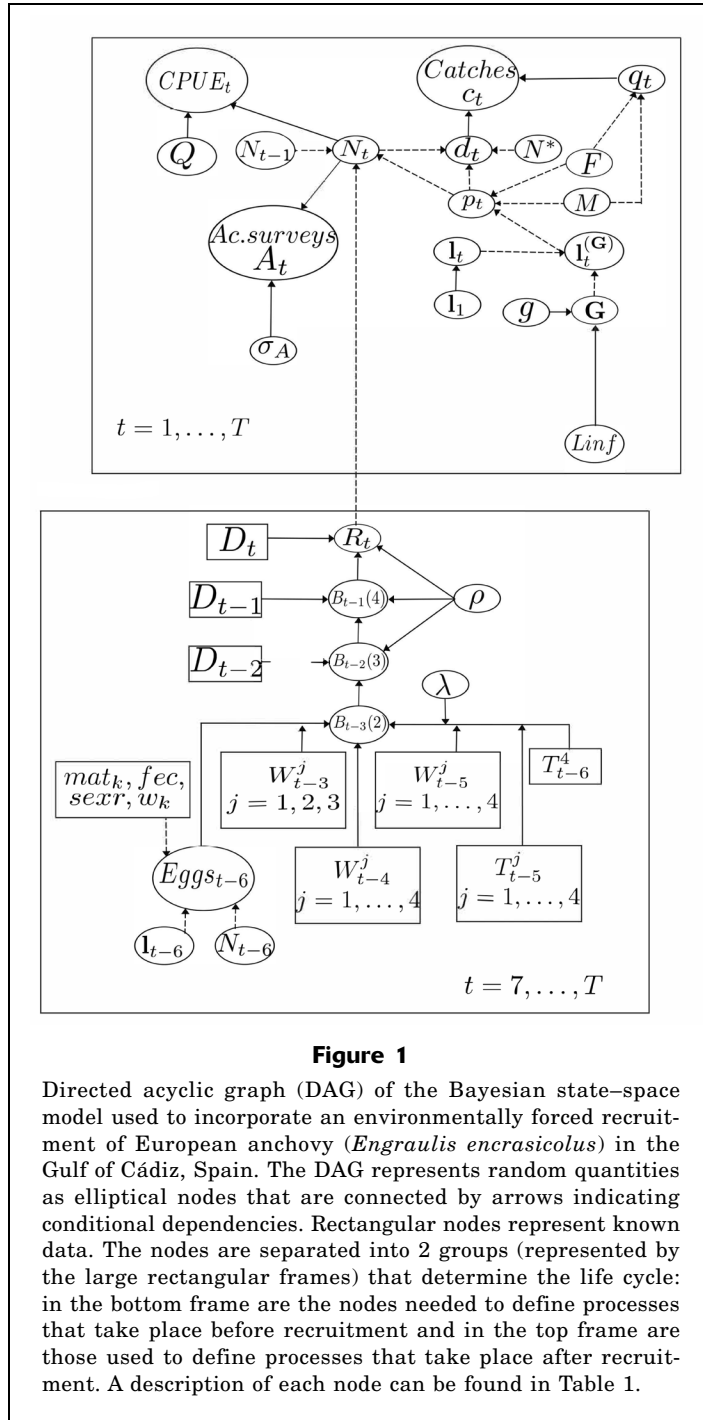 CPUE_t
Catches
c_t
q_t
Q
N_{t−1}
N_t
d_t
N*
F
p_t
M
Ac.surveys
A_t
l_t
l_t^{(G)}
l_1
g
G
σ_A
t = 1, . . . , T
Linf
D_t
R_t
D_{t−1}
B_{t−1}(4)
ρ
D_{t−2}
B_{t−2}(3)
λ
B_{t−3}(2)
mat_k, fec,
sexr, w_k
W^j_{t−3}
j = 1, 2, 3
W^j_{t−5}
j = 1, . . . , 4
T^4_{t−6}
Eggs_{t−6}
W^j_{t−4}
j = 1, . . . , 4
T^j_{t−5}
j = 1, . . . , 4
l_{t−6}
N_{t−6}
t = 7, . . . , T
Figure 1
Directed acyclic graph (DAG) of the Bayesian state–space
model used to incorporate an environmentally forced recruit-
ment of European anchovy (Engraulis encrasicolus) in the
Gulf of Cádiz, Spain. The DAG represents random quantities
as elliptical nodes that are connected by arrows indicating
conditional dependencies. Rectangular nodes represent known
data. The nodes are separated into 2 groups (represented by
the large rectangular frames) that determine the life cycle:
in the bottom frame are the nodes needed to define processes
that take place before recruitment and in the top frame are
those used to define processes that take place after recruit-
ment. A description of each node can be found in Table 1.